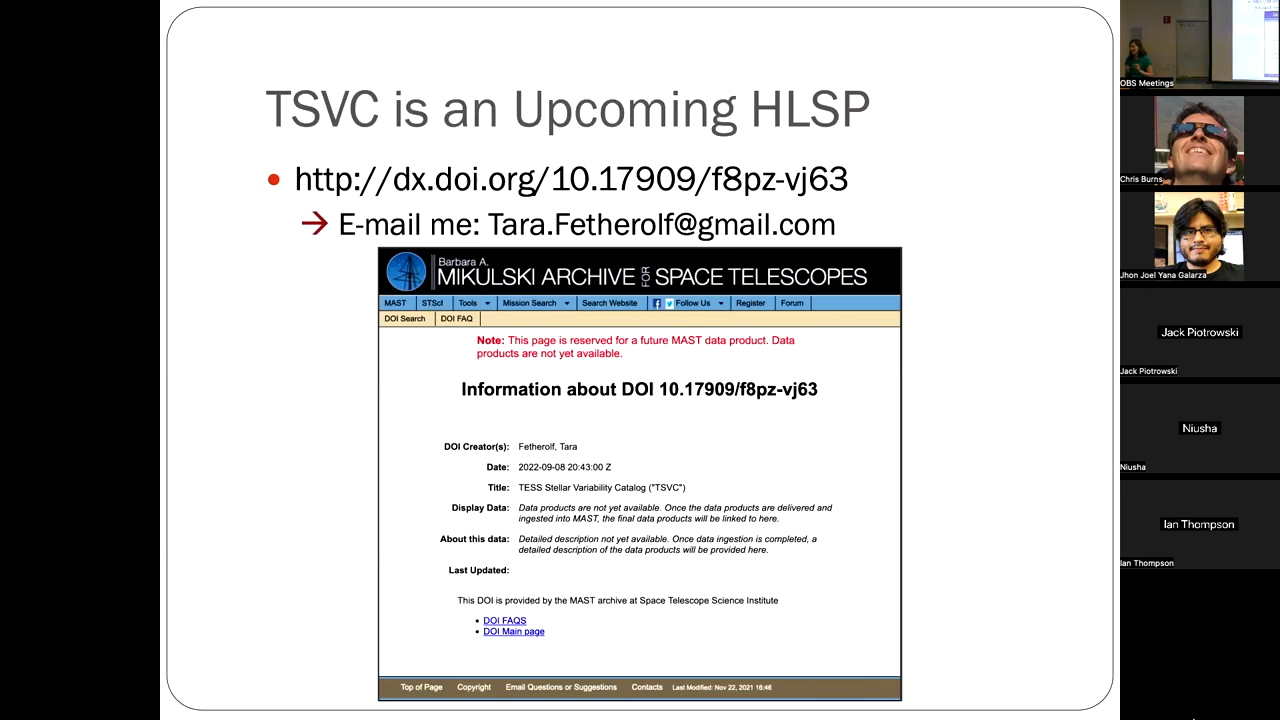 TSVC is an Upcoming HLSP
• http://dx.doi.org/10.17909/f8pz-vj63
→ E-mail me: Tara.Fetherolf@gmail.com
Barbara A.
MIKULSKI ARCHIVE FOR SPACE TELESCOPES
MAST STScI Tools Mission Search Search Website Follow Us Register Forum
DOI Search DOI FAQ
Note: This page is reserved for a future MAST data product. Data
products are not yet available.
Information about DOI 10.17909/f8pz-vj63
DOI Creator(s): Fetherolf, Tara
Date: 2022-09-08 20:43:00 Z
Title: TESS Stellar Variability Catalog ("TSVC")
Display Data: Data products are not yet available. Once the data products are delivered and
ingested into MAST, the final data products will be linked to here.
About this data: Detailed description not yet available. Once data ingestion is completed, a
detailed description of the data products will be provided here.
Last Updated:
This DOI is provided by the MAST archive at Space Telescope Science Institute
• DOI FAQS
• DOI Main page
Top of Page Copyright Email Questions or Suggestions Contacts Last Modified: Nov 22, 2021 16:46
OBS Meetings
Chris Burns
Jhon Joel Yana Galarza
Jack Piotrowski
Jack Piotrowski
Niusha
Niusha
Ian Thompson
Ian Thompson